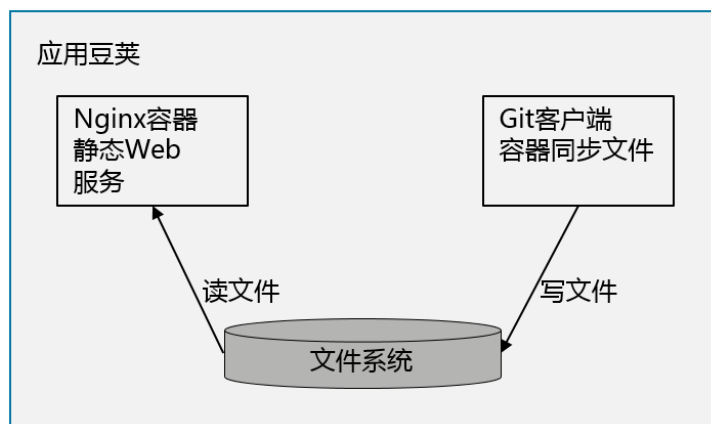 应用豆荚
Nginx容器
静态Web
服务
Git客户端
容器同步文件
读文件
写文件
文件系统